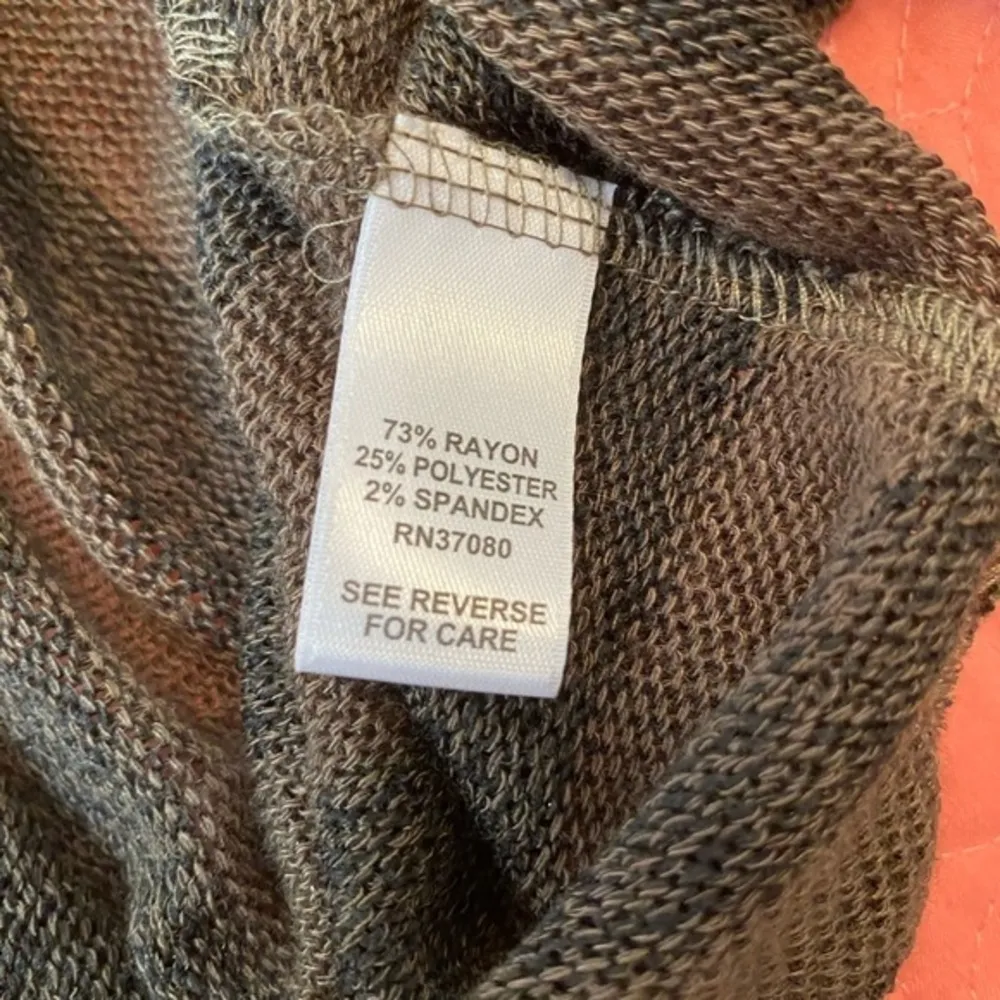 73% RAYON
25% POLYESTER
2% SPANDEX
RN37080
SEE REVERSE
FOR CARE